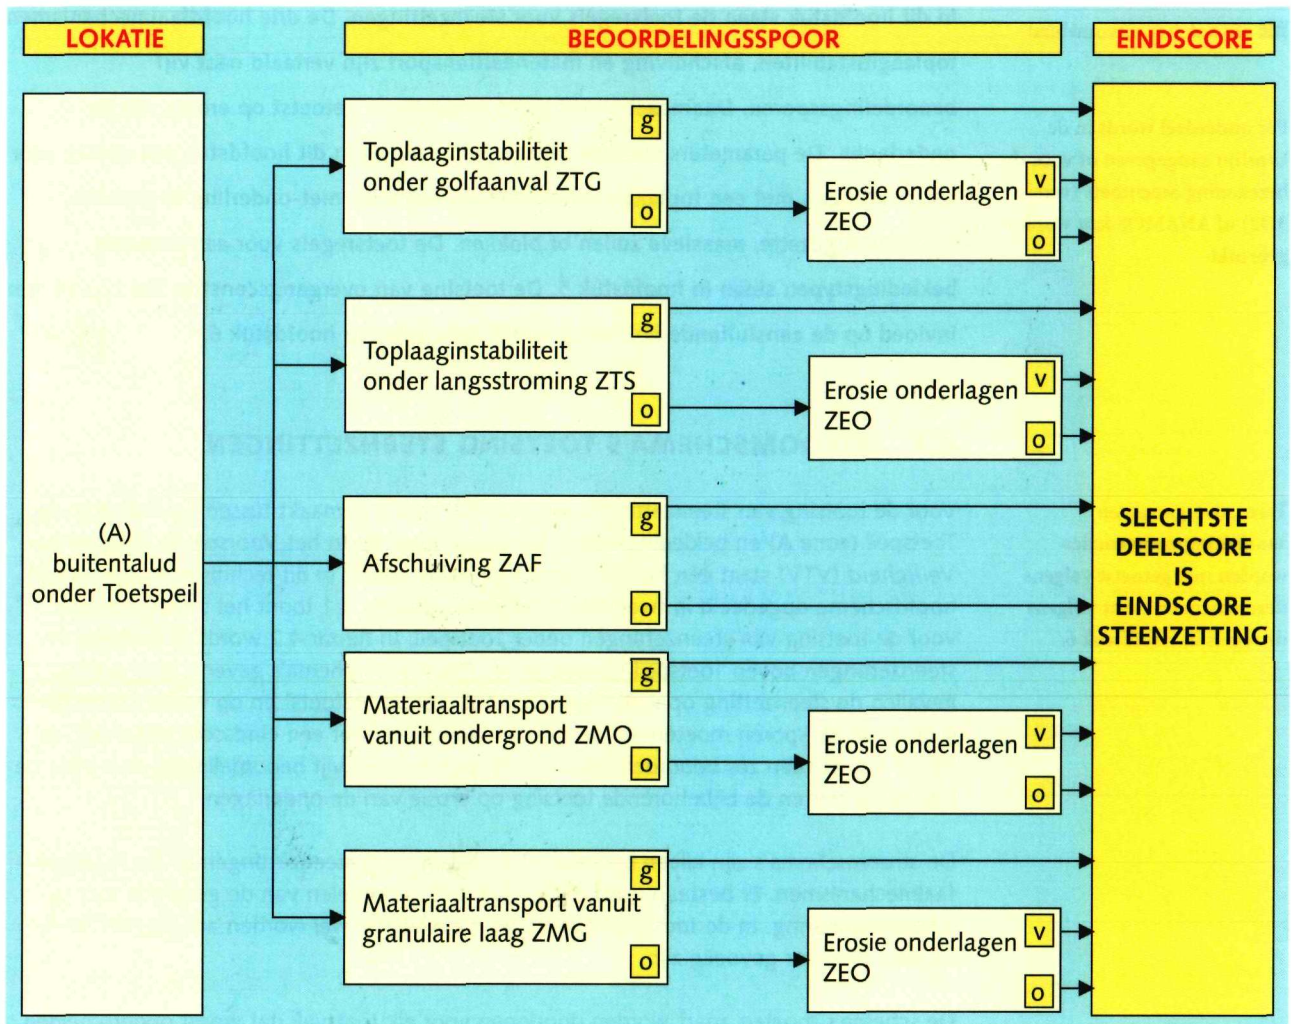 LOKATIE
BEOORDELINGSSPOOR
EINDSCORE
(A)
buitentalud
onder Toetspeil
g
Toplaaginstabiliteit
onder golfaanval ZTG
o
Erosie onderlagen
ZEO
v
o
g
Toplaaginstabiliteit
onder langsstroming ZTS
o
Erosie onderlagen
ZEO
v
o
g
Afschuiving ZAF
o
g
Materiaaltransport
vanuit ondergrond ZMO
o
Erosie onderlagen
ZEO
v
o
g
Materiaaltransport vanuit
granulaire laag ZMG
o
Erosie onderlagen
ZEO
v
o
SLECHTSTE
DEELSCORE
IS
EINDSCORE
STEENZETTING